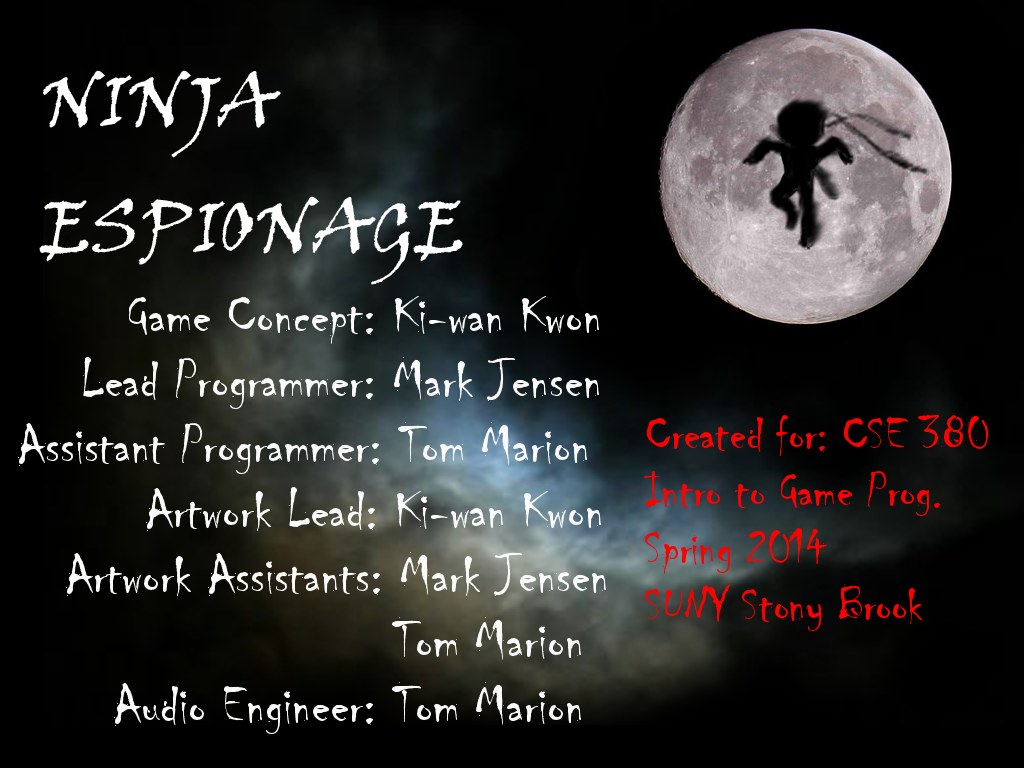 NINJA
ESPIONAGE
Game Concept: Ki-wan Kwon
Lead Programmer: Mark Jensen
Assistant Programmer: Tom Marion
Artwork Lead: Ki-wan Kwon
Artwork Assistants: Mark Jensen
Tom Marion
Audio Engineer: Tom Marion
Created for: CSE 380
Intro to Game Prog.
Spring 2014
SUNY Stony Brook